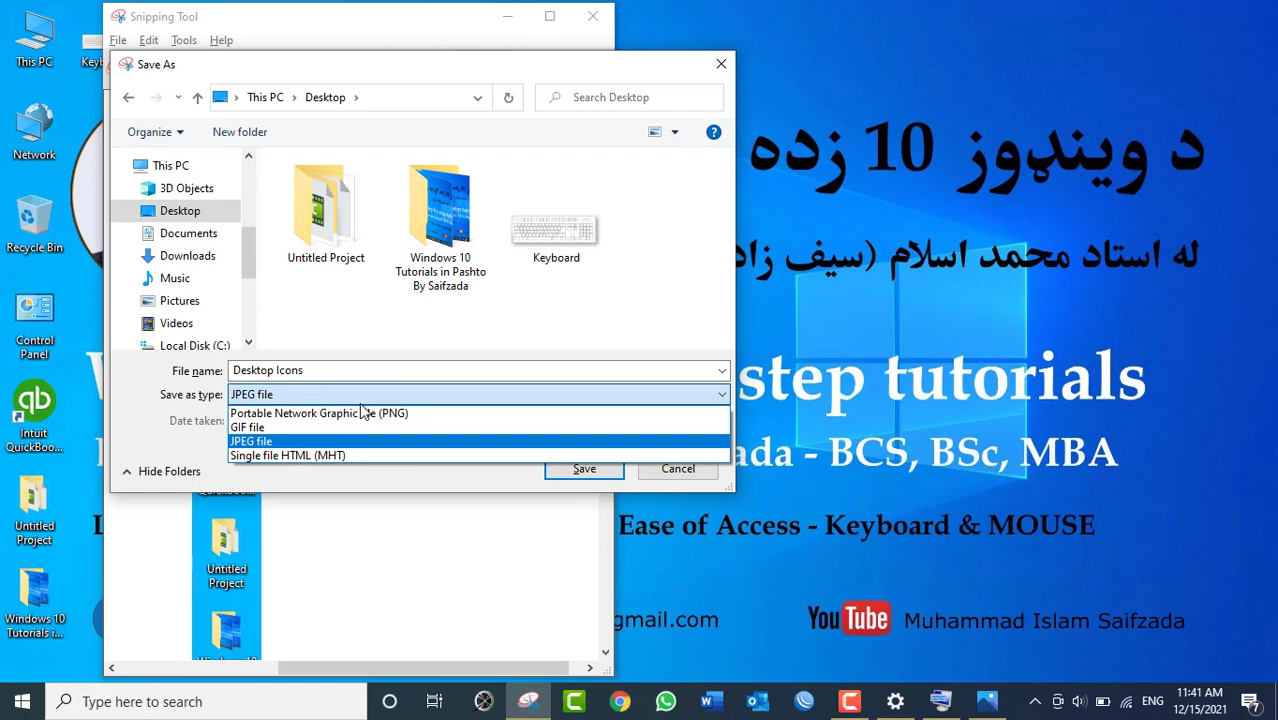 This PC
Keyb
Network
Recycle Bin
Control
Panel
Intuit
QuickBoo...
Untitled
Project
Windows 10
Tutorials i...
Snipping Tool
File Edit Tools Help
Save As
This PC Desktop
Search Desktop
Organize New folder
This PC
3D Objects
Desktop
Documents
Downloads
Music
Pictures
Videos
Local Disk (C:)
Untitled Project
Windows 10
Tutorials in Pashto
By Saifzada
Keyboard
File name: Desktop Icons
Save as type: JPEG file
Portable Network Graphic (PNG)
GIF file
JPEG file
Single file HTML (MHT)
Date taken:
Hide Folders
Save Cancel
Untitled
Project
د وینډوز 10 زده
له استاد محمد اسلام (سیف زاد
step tutorials
ada - BCS, BSc, MBA
Ease of Access - Keyboard & MOUSE
gmail.com
YouTube Muhammad Islam Saifzada
Type here to search
ENG
11:41 AM
12/15/2021
7